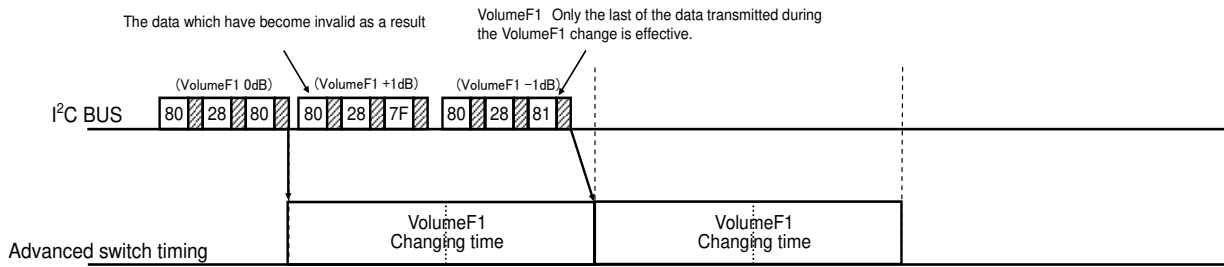 The data which have become invalid as a result
VolumeF1 Only the last of the data transmitted during
the VolumeF1 change is effective.
(VolumeF1 0dB)
(VolumeF1 +1dB)
(VolumeF1 −1dB)
I²C BUS
80 28 80
80 28 7F
80 28 81
VolumeF1
Changing time
VolumeF1
Changing time
Advanced switch timing